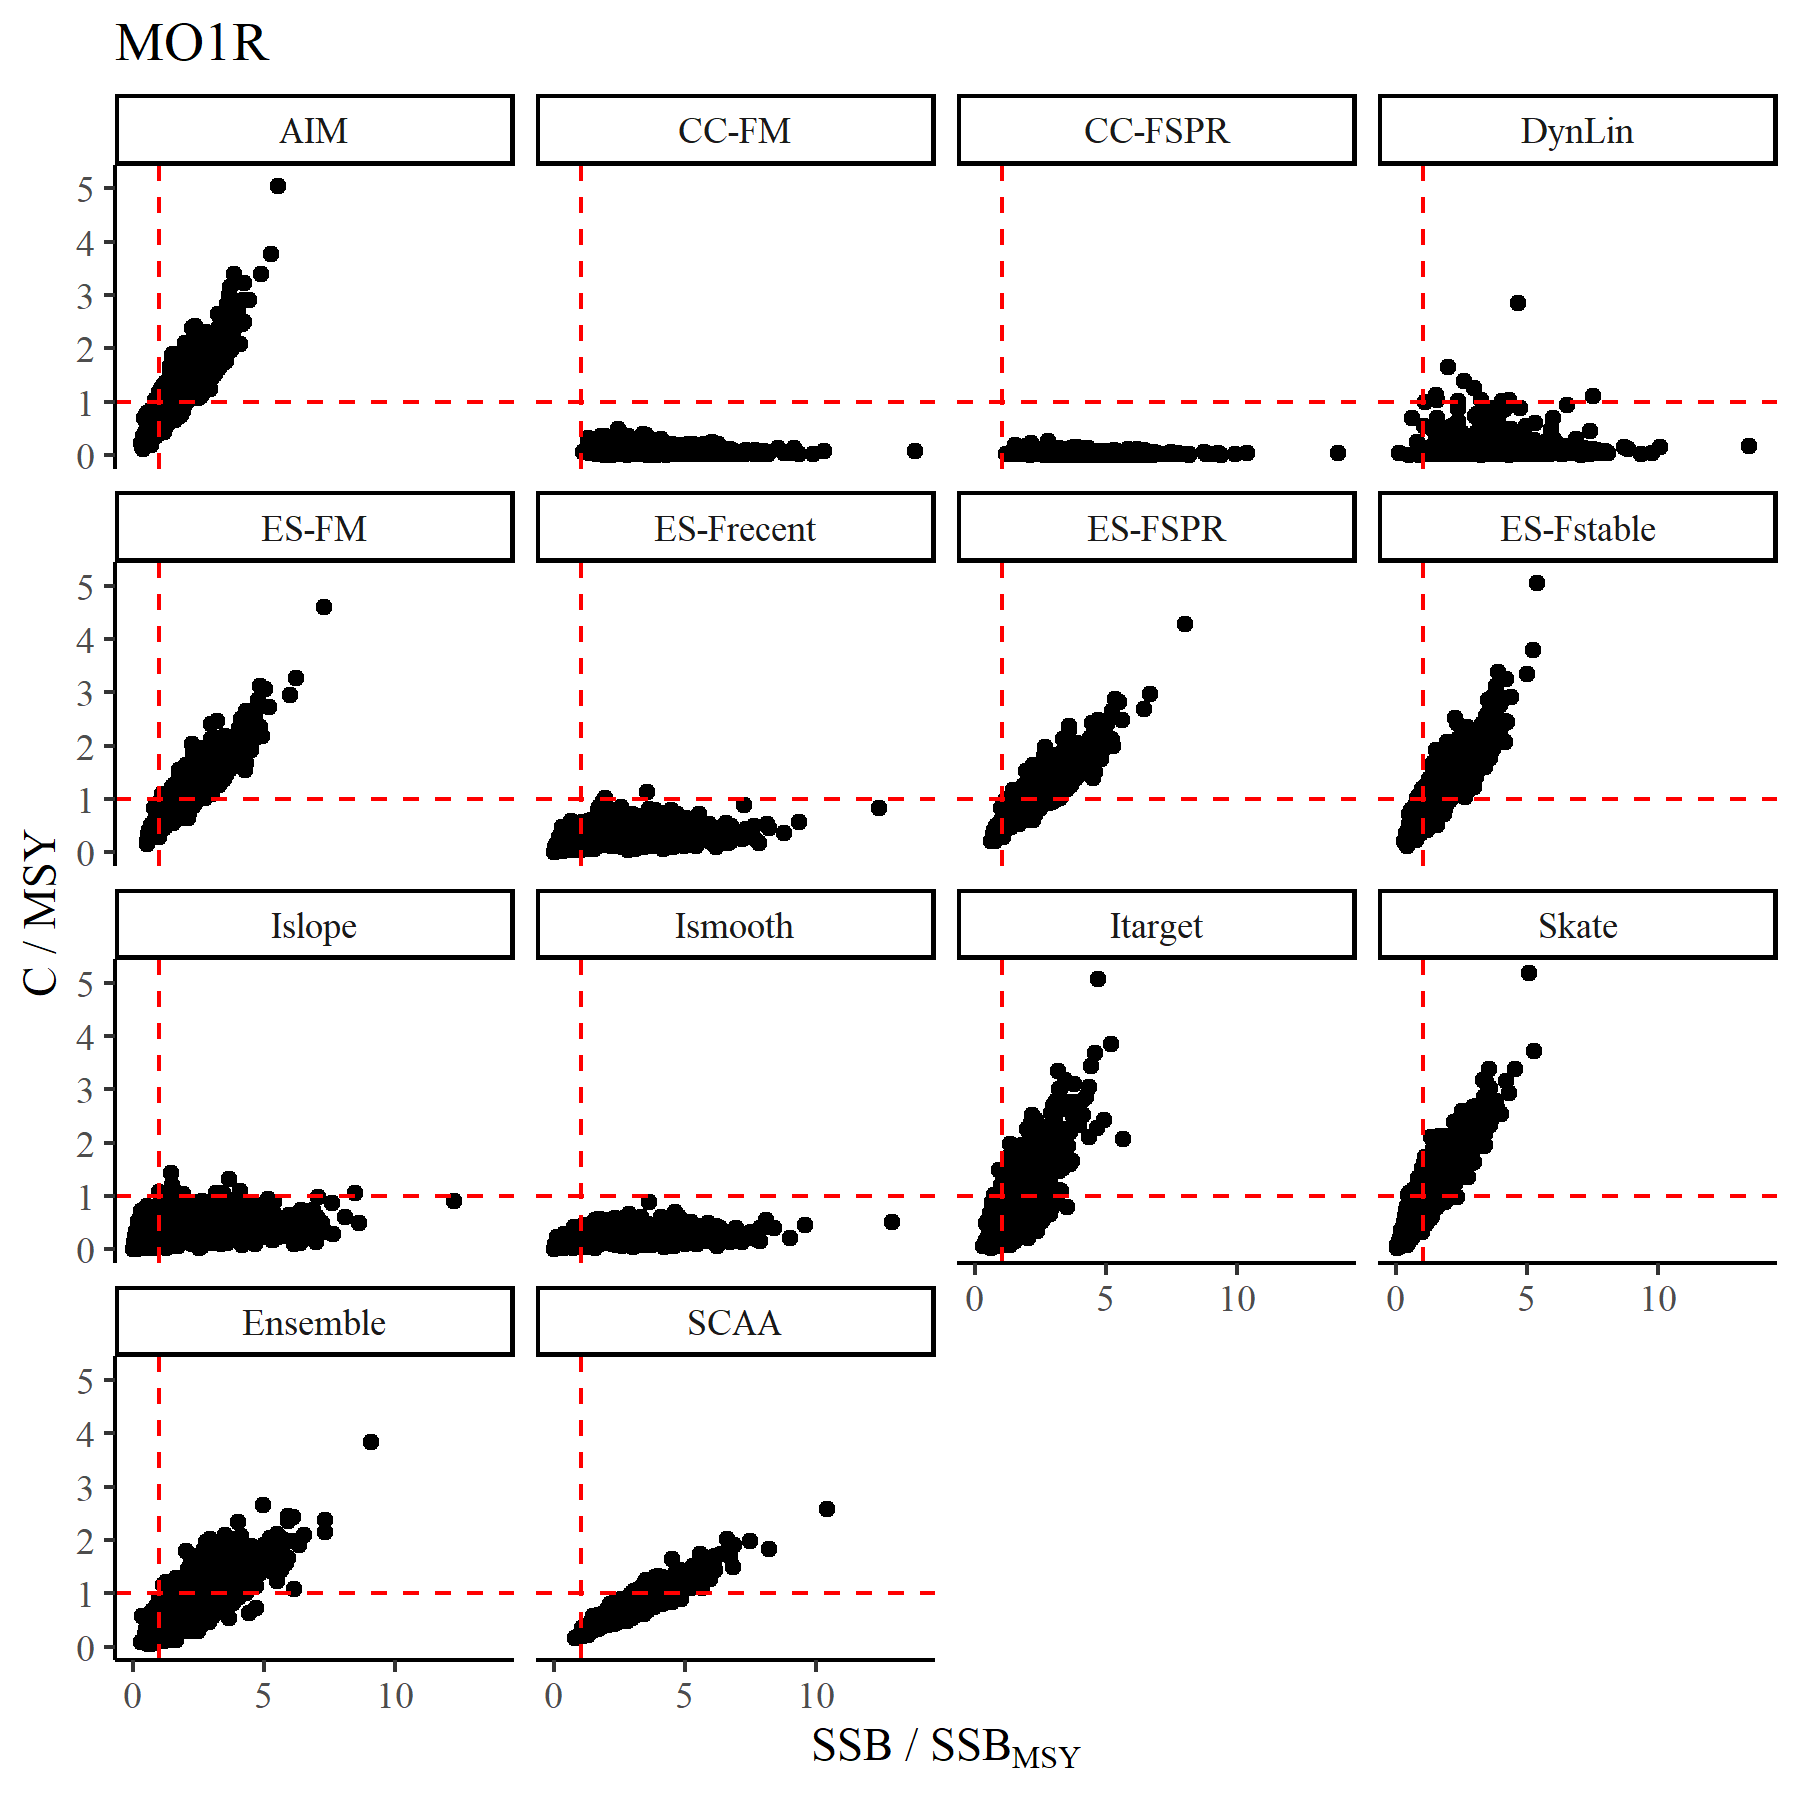 MO1R
AIM CC-FM CC-FSPR DynLin
5
4
3
2
1
0
ES-FM ES-Frecent ES-FSPR ES-Fstable
5
4
3
2
1
0
C / MSY
Islope Ismooth Itarget Skate
5
4
3
2
1
0
0 5 10 0 5 10
Ensemble SCAA
5
4
3
2
1
0
0 5 10 0 5 10
SSB / SSBMSY